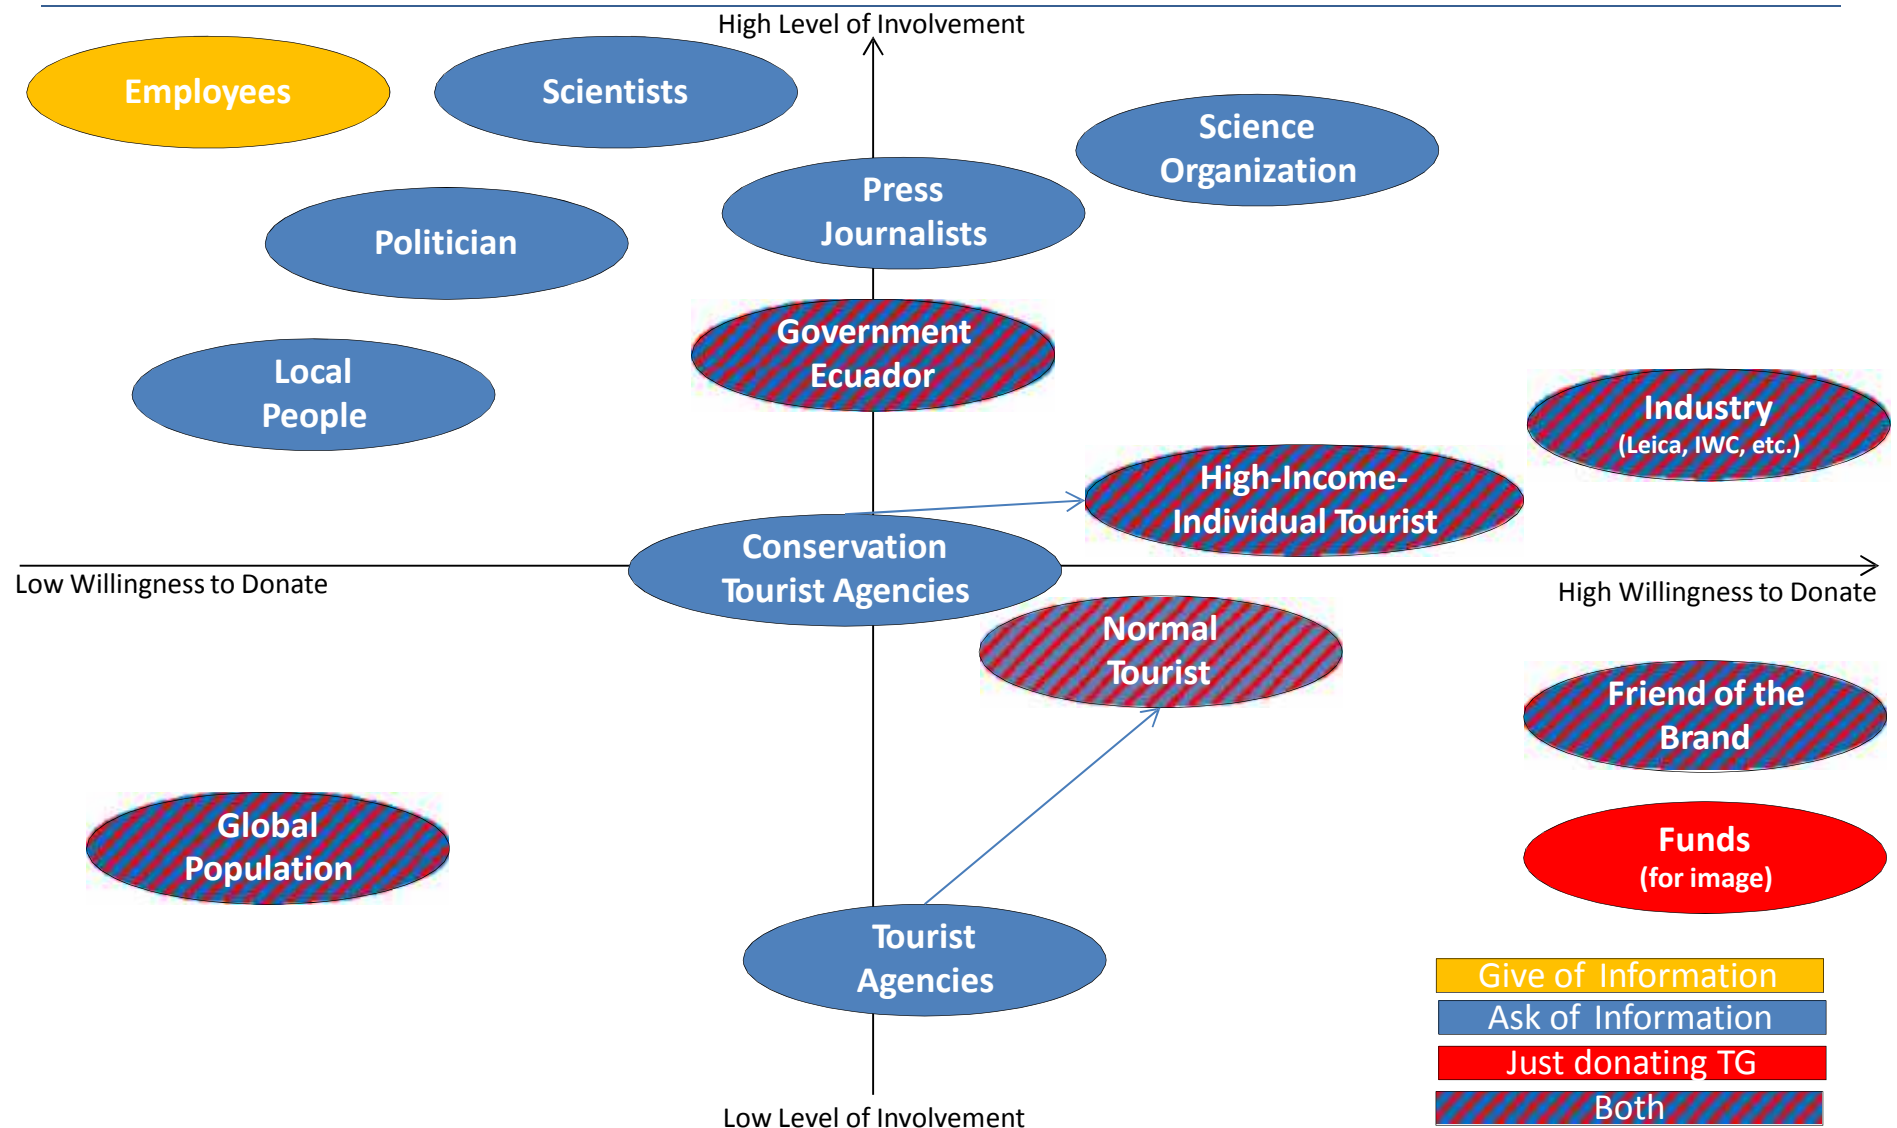 High Level of Involvement
Employees
Scientists
Science
Organization
Press
Journalists
Politician
Government
Ecuador
Local
People
Industry
(Leica, IWC, etc.)
High-Income-
Individual Tourist
Conservation
Tourist Agencies
Low Willingness to Donate
High Willingness to Donate
Normal
Tourist
Friend of the
Brand
Global
Population
Funds
(for image)
Tourist
Agencies
Give of Information
Ask of Information
Just donating TG
Both
Low Level of Involvement